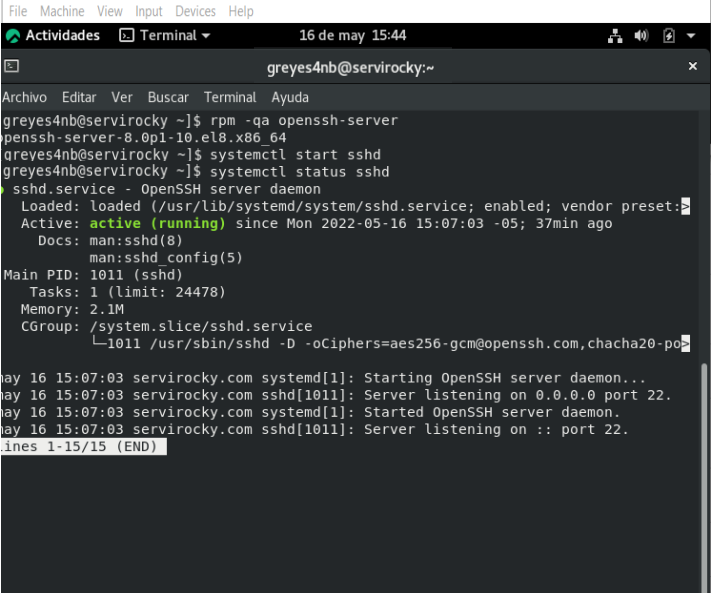 File Machine View Input Devices Help
Actividades Terminal 16 de may 15:44
greyes4nb@servirocky:~
Archivo Editar Ver Buscar Terminal Ayuda
greyes4nb@servirocky ~]$ rpm -qa openssh-server
openssh-server-8.0p1-10.el8.x86_64
greyes4nb@servirocky ~]$ systemctl start sshd
greyes4nb@servirocky ~]$ systemctl status sshd
● sshd.service - OpenSSH server daemon
Loaded: loaded (/usr/lib/systemd/system/sshd.service; enabled; vendor preset:>
Active: active (running) since Mon 2022-05-16 15:07:03 -05; 37min ago
Docs: man:sshd(8)
man:sshd_config(5)
Main PID: 1011 (sshd)
Tasks: 1 (limit: 24478)
Memory: 2.1M
CGroup: /system.slice/sshd.service
└─1011 /usr/sbin/sshd -D -oCiphers=aes256-gcm@openssh.com,chacha20-po>
may 16 15:07:03 servirocky.com systemd[1]: Starting OpenSSH server daemon...
may 16 15:07:03 servirocky.com sshd[1011]: Server listening on 0.0.0.0 port 22.
may 16 15:07:03 servirocky.com systemd[1]: Started OpenSSH server daemon.
may 16 15:07:03 servirocky.com sshd[1011]: Server listening on :: port 22.
lines 1-15/15 (END)